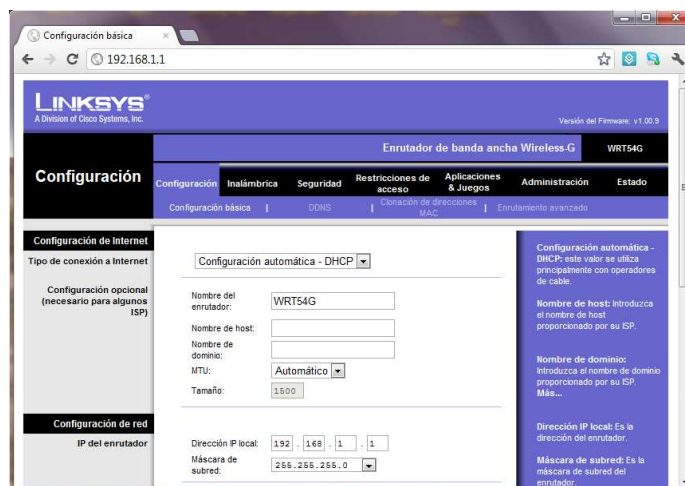 Configuración básica
192.168.1.1
LINKSYS®
A Division of Cisco Systems, Inc.
Versión del Firmware: v1.00.9
Enrutador de banda ancha Wireless-G
WRT54G
Configuración
Configuración
Inalámbrica
Seguridad
Restricciones de acceso
Aplicaciones & Juegos
Administración
Estado
Configuración básica |
DDNS |
Clonación de direcciones MAC |
Enrutamiento avanzado
Configuración de Internet
Tipo de conexión a Internet
Configuración automática - DHCP
Configuración opcional
(necesario para algunos
ISP)
Nombre del
enrutador:
WRT54G
Nombre de host:
Nombre de
dominio:
MTU:
Automático
Tamaño:
1500
Configuración de red
IP del enrutador
Dirección IP local:
192 . 168 . 1 . 1
Máscara de
subred:
255.255.255.0
Configuración automática -
DHCP: este valor se utiliza
principalmente con operadores
de cable.
Nombre de host: Introduzca
el nombre de host
proporcionado por su ISP.
Nombre de dominio:
Introduzca el nombre de dominio
proporcionado por su ISP.
Más...
Dirección IP local: Es la
dirección del enrutador.
Máscara de subred: Es la
máscara de subred del
enrutador.